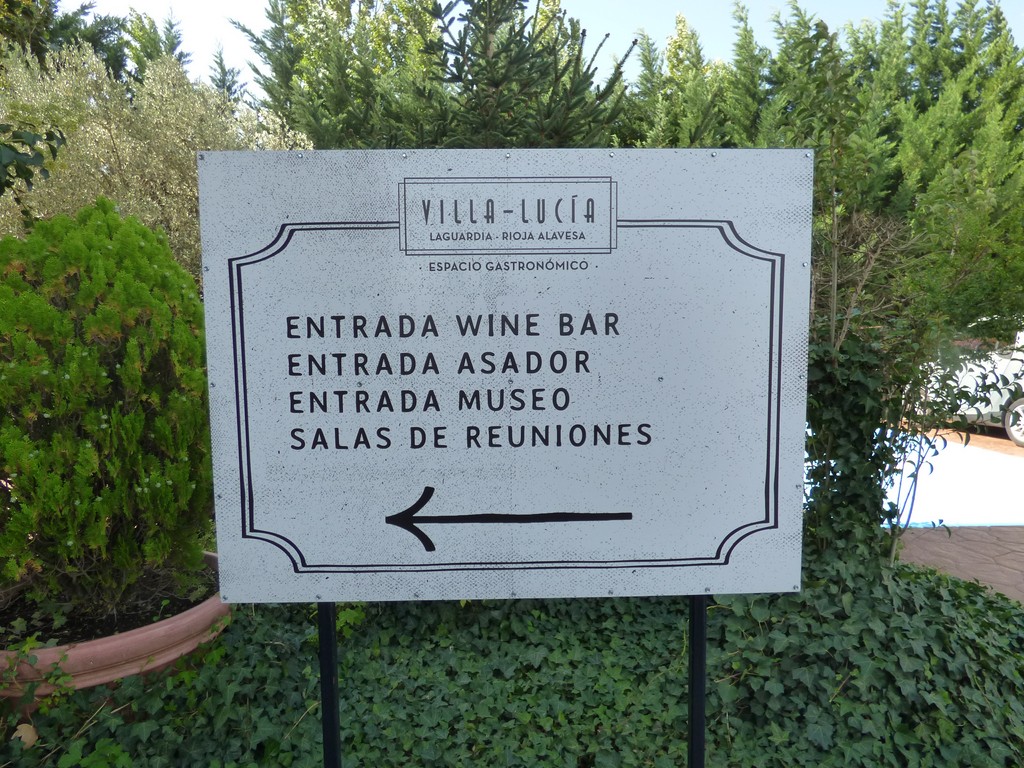 VILLA-LUCÍA
LAGUARDIA · RIOJA ALAVESA
· ESPACIO GASTRONÓMICO ·
ENTRADA WINE BAR
ENTRADA ASADOR
ENTRADA MUSEO
SALAS DE REUNIONES